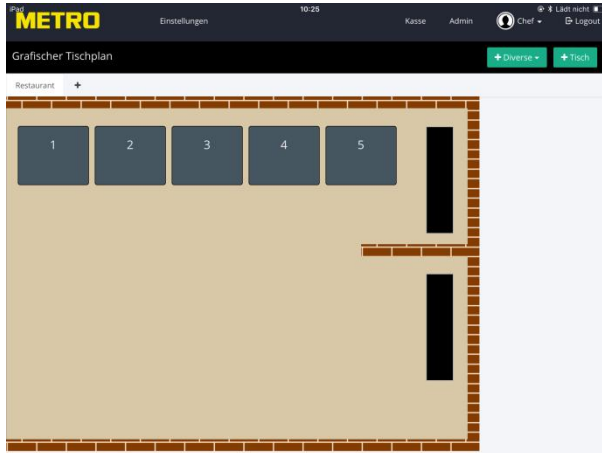 iPad
10:25
Lädt nicht
METRO
Einstellungen
Kasse
Admin
Chef
Logout
Grafischer Tischplan
+ Diverse
+ Tisch
Restaurant +
1 2 3 4 5